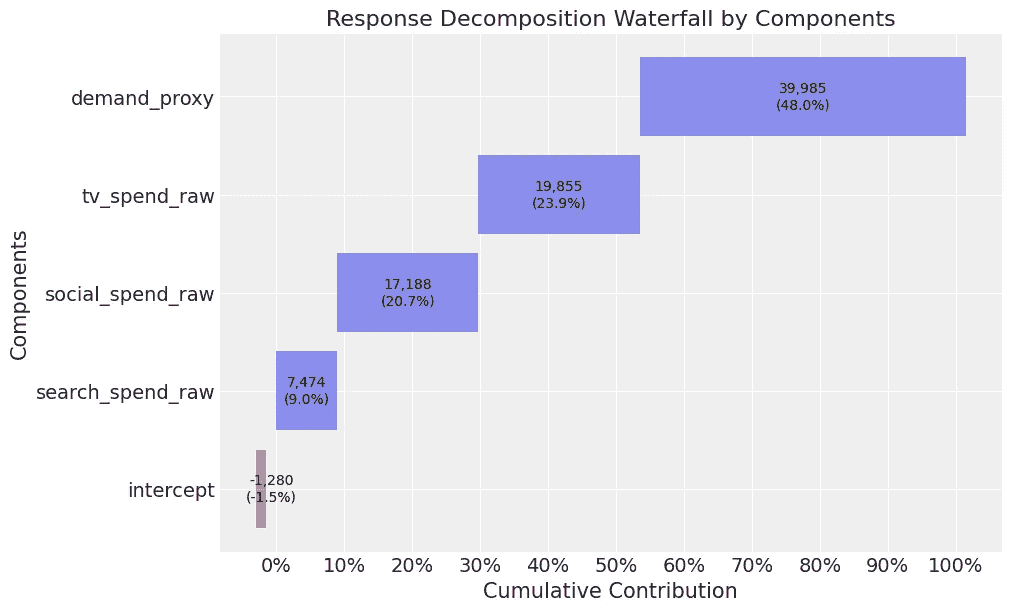 Response Decomposition Waterfall by Components
Components
demand_proxy
39,985
(48.0%)
tv_spend_raw
19,855
(23.9%)
social_spend_raw
17,188
(20.7%)
search_spend_raw
7,474
(9.0%)
intercept
-1,280
(-1.5%)
0% 10% 20% 30% 40% 50% 60% 70% 80% 90% 100%
Cumulative Contribution